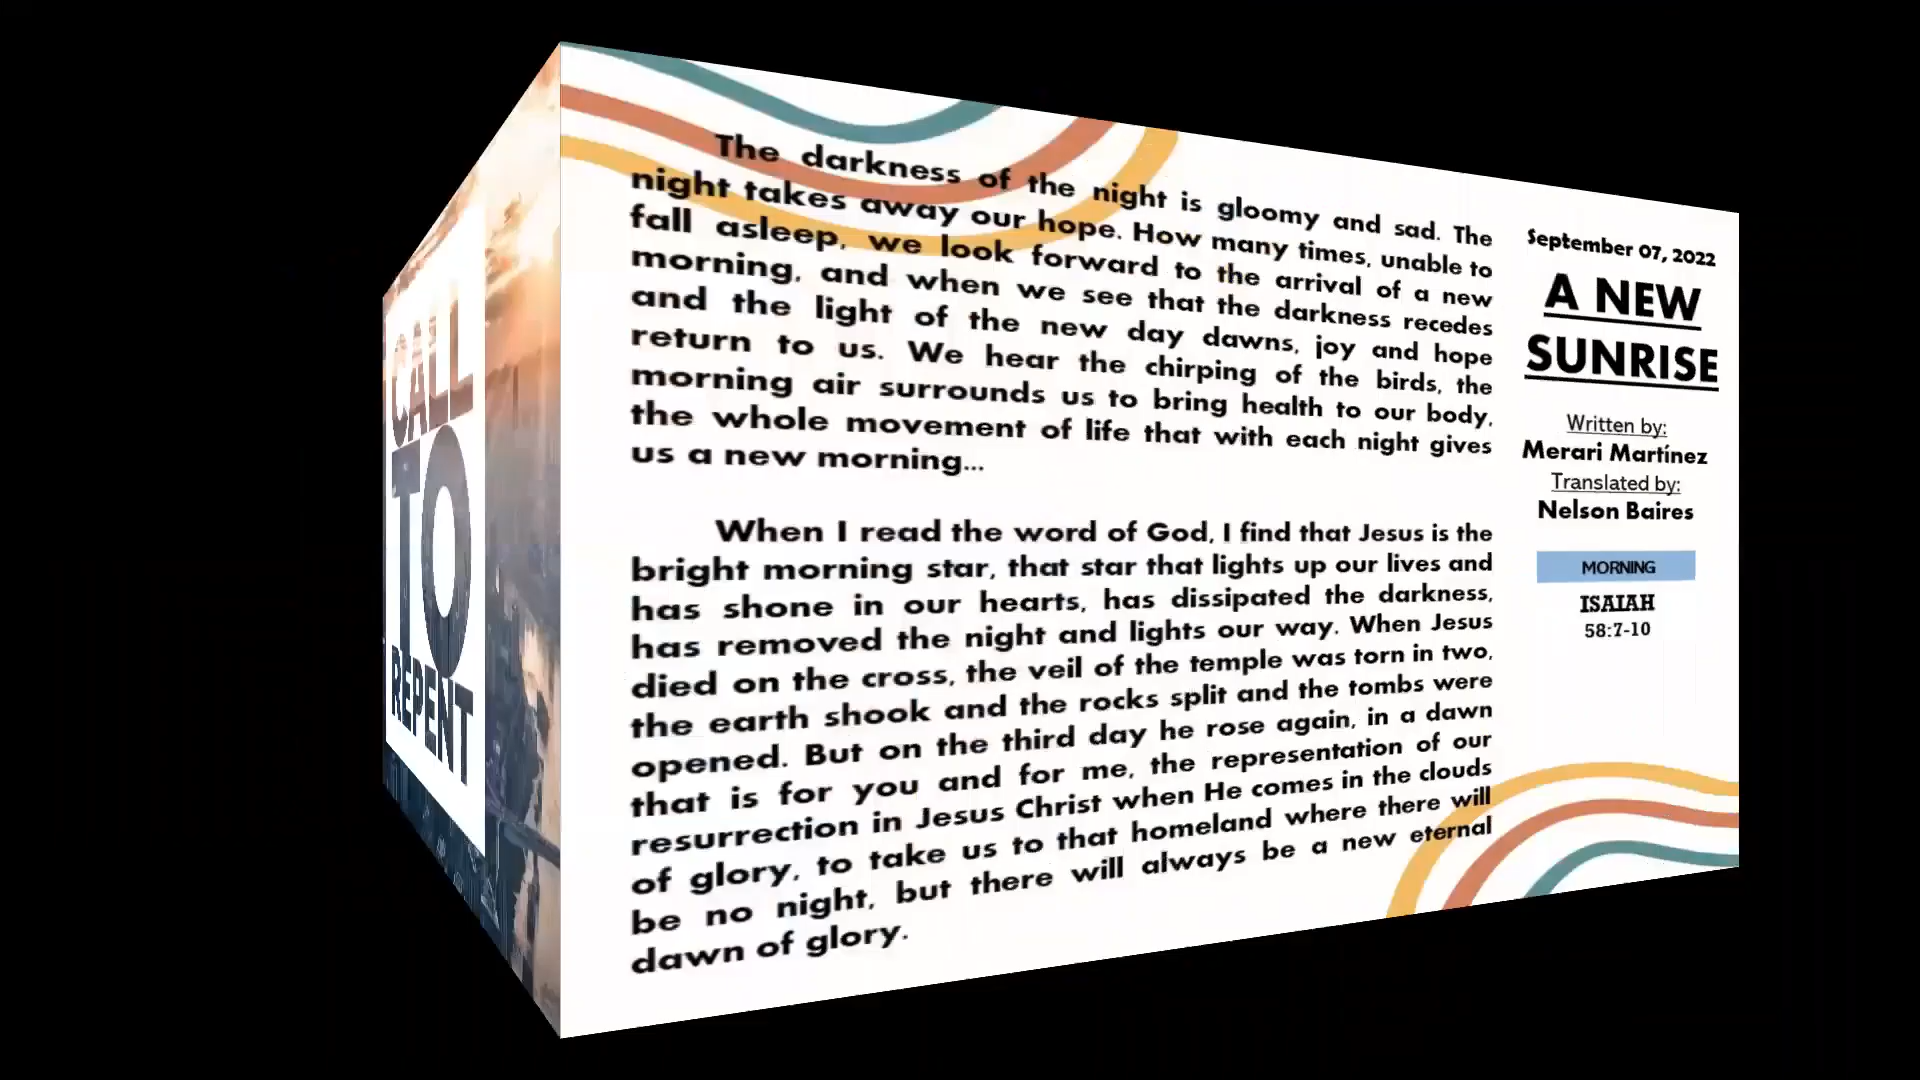 CALL
TO
REPENT
The darkness of the night is gloomy and sad. The
night takes away our hope. How many times, unable to
fall asleep, we look forward to the arrival of a new
morning, and when we see that the darkness recedes
and the light of the new day dawns, joy and hope
return to us. We hear the chirping of the birds, the
morning air surrounds us to bring health to our body,
the whole movement of life that with each night gives
us a new morning...
When I read the word of God, I find that Jesus is the
bright morning star, that star that lights up our lives and
has shone in our hearts, has dissipated the darkness,
has removed the night and lights our way. When Jesus
died on the cross, the veil of the temple was torn in two,
the earth shook and the rocks split and the tombs were
opened. But on the third day he rose again, in a dawn
that is for you and for me, the representation of our
resurrection in Jesus Christ when He comes in the clouds
of glory, to take us to that homeland where there will
be no night, but there will always be a new eternal
dawn of glory.
September 07, 2022
A NEW
SUNRISE
Written by:
Merari Martínez
Translated by:
Nelson Baires
MORNING
ISAIAH
58:7-10